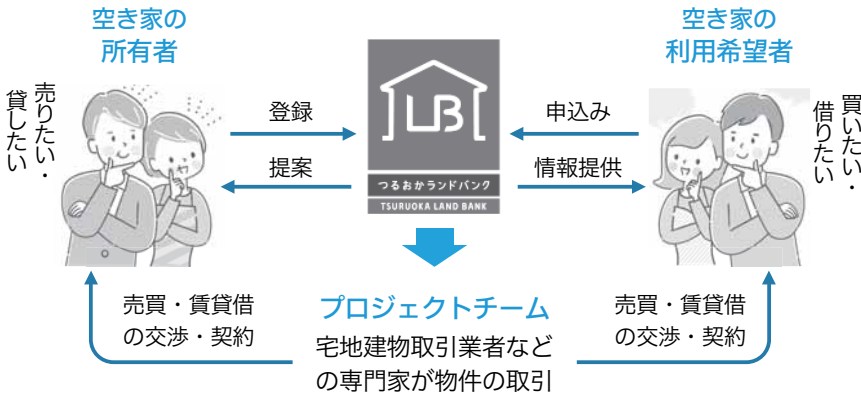 空き家の
所有者
売りたい・
貸したい
登録
提案
LB
つるおかランドバンク
TSURUOKA LAND BANK
申込み
情報提供
空き家の
利用希望者
買いたい・
借りたい
売買・賃貸借
の交渉・契約
プロジェクトチーム
宅地建物取引業者など
の専門家が物件の取引
売買・賃貸借
の交渉・契約